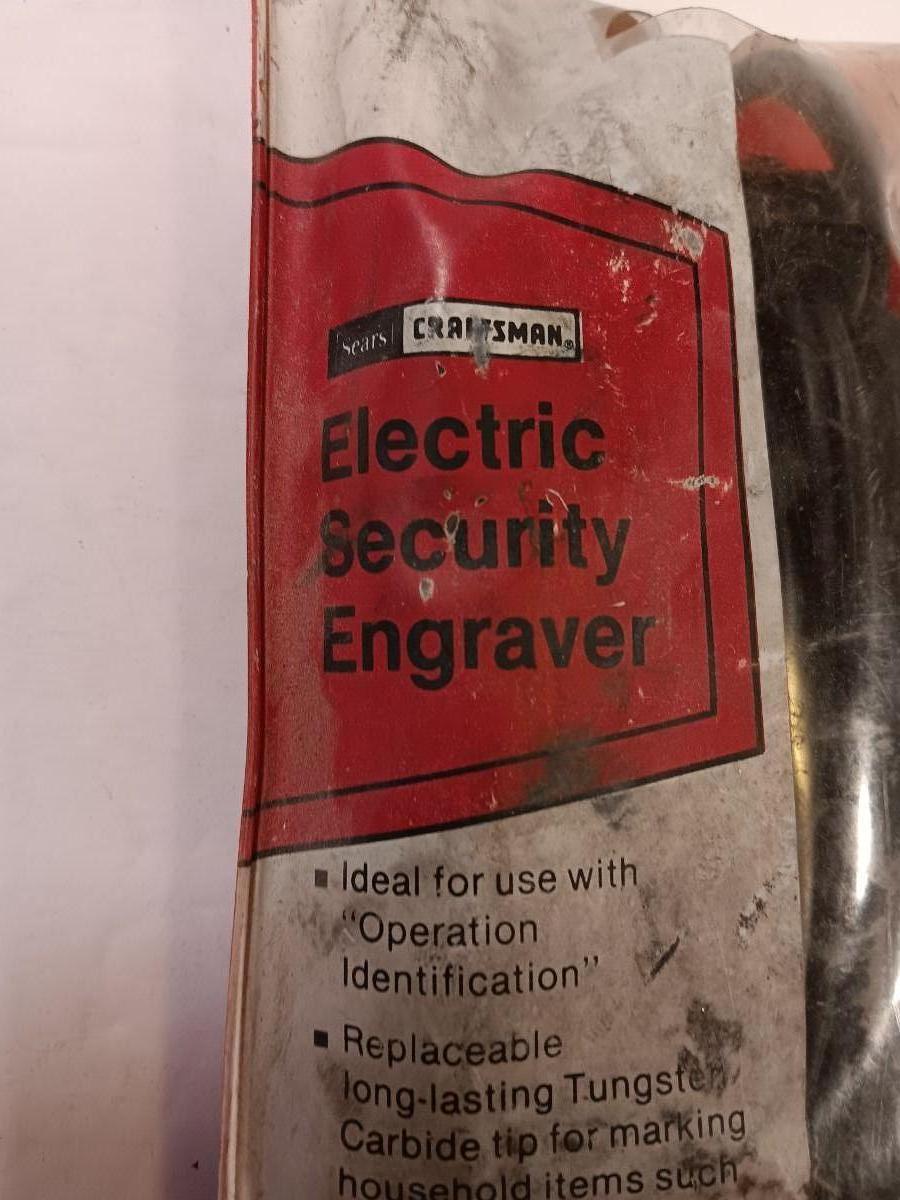 Sears CRAFTSMAN®
Electric
Security
Engraver
▪ Ideal for use with
“Operation
Identification”
▪ Replaceable
long-lasting Tungsten
Carbide tip for marking
household items such